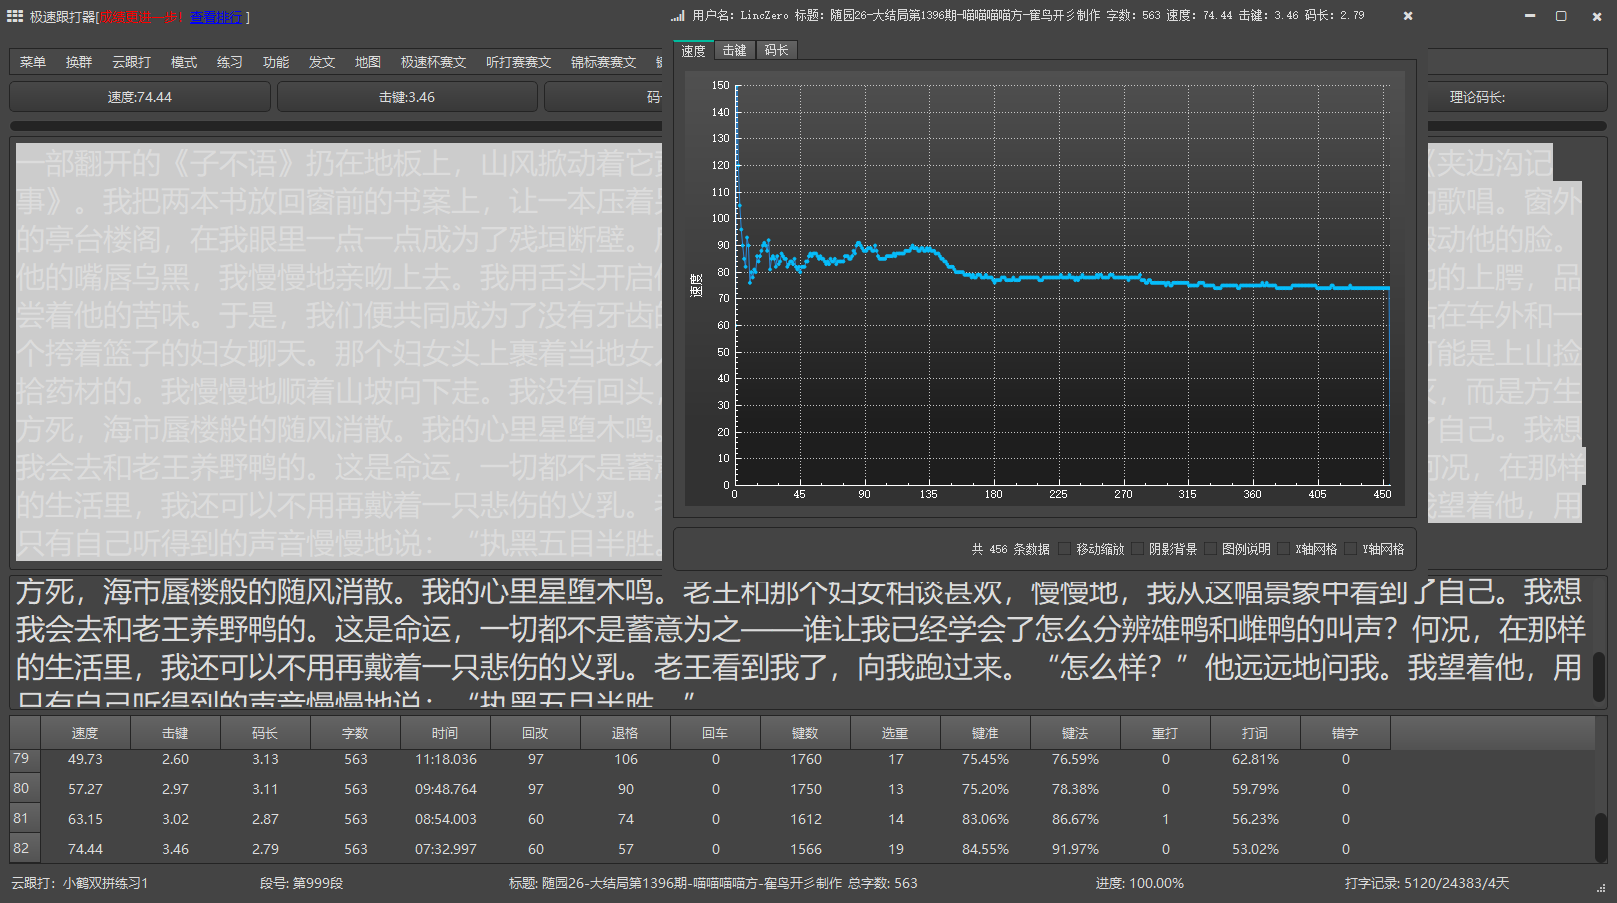 极速跟打器[成绩更进一步! 查看排行 ]
用户名: LincZero 标题: 随园26-大结局第1396期-喵喵喵喵方-雈鸟开彡制作 字数: 563 速度: 74.44 击键: 3.46 码长: 2.79
菜单 换群 云跟打 模式 练习 功能 发文 地图 极速杯赛文 听打赛赛文 锦标赛赛文
速度:74.44 击键:3.46 码 理论码长:
速度 击键 码长
一部翻开的《子不语》扔在地板上，山风掀动着它 《夹边沟记
事》。我把两本书放回窗前的书案上，让一本压着 歌唱。窗外
的亭台楼阁，在我眼里一点一点成为了残垣断壁。 动他的脸。
他的嘴唇乌黑，我慢慢地亲吻上去。我用舌头开启 的上腭，品
尝着他的苦味。于是，我们便共同成为了没有牙齿的 在车外和一
个挎着篮子的妇女聊天。那个妇女头上裹着当地女 可能是上山捡
拾药材的。我慢慢地顺着山坡向下走。我没有回头， 而是方生
方死，海市蜃楼般的随风消散。我的心里星堕木鸣。 了自己。我想
我会去和老王养野鸭的。这是命运，一切都不是蓄意 何况，在那样
的生活里，我还可以不用再戴着一只悲伤的义乳。 我望着他，用
只有自己听得到的声音慢慢地说：“执黑五目半胜。
速度
150
140
130
120
110
100
90
80
70
60
50
40
30
20
10
0
0 45 90 135 180 225 270 315 360 405 450
共 456 条数据 移动缩放 阴影背景 图例说明 X轴网格 Y轴网格
方死，海市蜃楼般的随风消散。我的心里星堕木鸣。老王和那个妇女相谈甚欢，慢慢地，我从这幅景象中看到了自己。我想
我会去和老王养野鸭的。这是命运，一切都不是蓄意为之——谁让我已经学会了怎么分辨雄鸭和雌鸭的叫声？何况，在那样
的生活里，我还可以不用再戴着一只悲伤的义乳。老王看到我了，向我跑过来。“怎么样？”他远远地问我。我望着他，用
只有自己听得到的声音慢慢地说：“执黑五目半胜。”
速度 击键 码长 字数 时间 回改 退格 回车 键数 选重 键准 键法 重打 打词 错字
79 49.73 2.60 3.13 563 11:18.036 97 106 0 1760 17 75.45% 76.59% 0 62.81% 0
80 57.27 2.97 3.11 563 09:48.764 97 90 0 1750 13 75.20% 78.38% 0 59.79% 0
81 63.15 3.02 2.87 563 08:54.003 60 74 0 1612 14 83.06% 86.67% 1 56.23% 0
82 74.44 3.46 2.79 563 07:32.997 60 57 0 1566 19 84.55% 91.97% 0 53.02% 0
云跟打: 小鹤双拼练习1 段号: 第999段 标题: 随园26-大结局第1396期-喵喵喵喵方-雈鸟开彡制作 总字数: 563 进度: 100.00% 打字记录: 5120/24383/4天